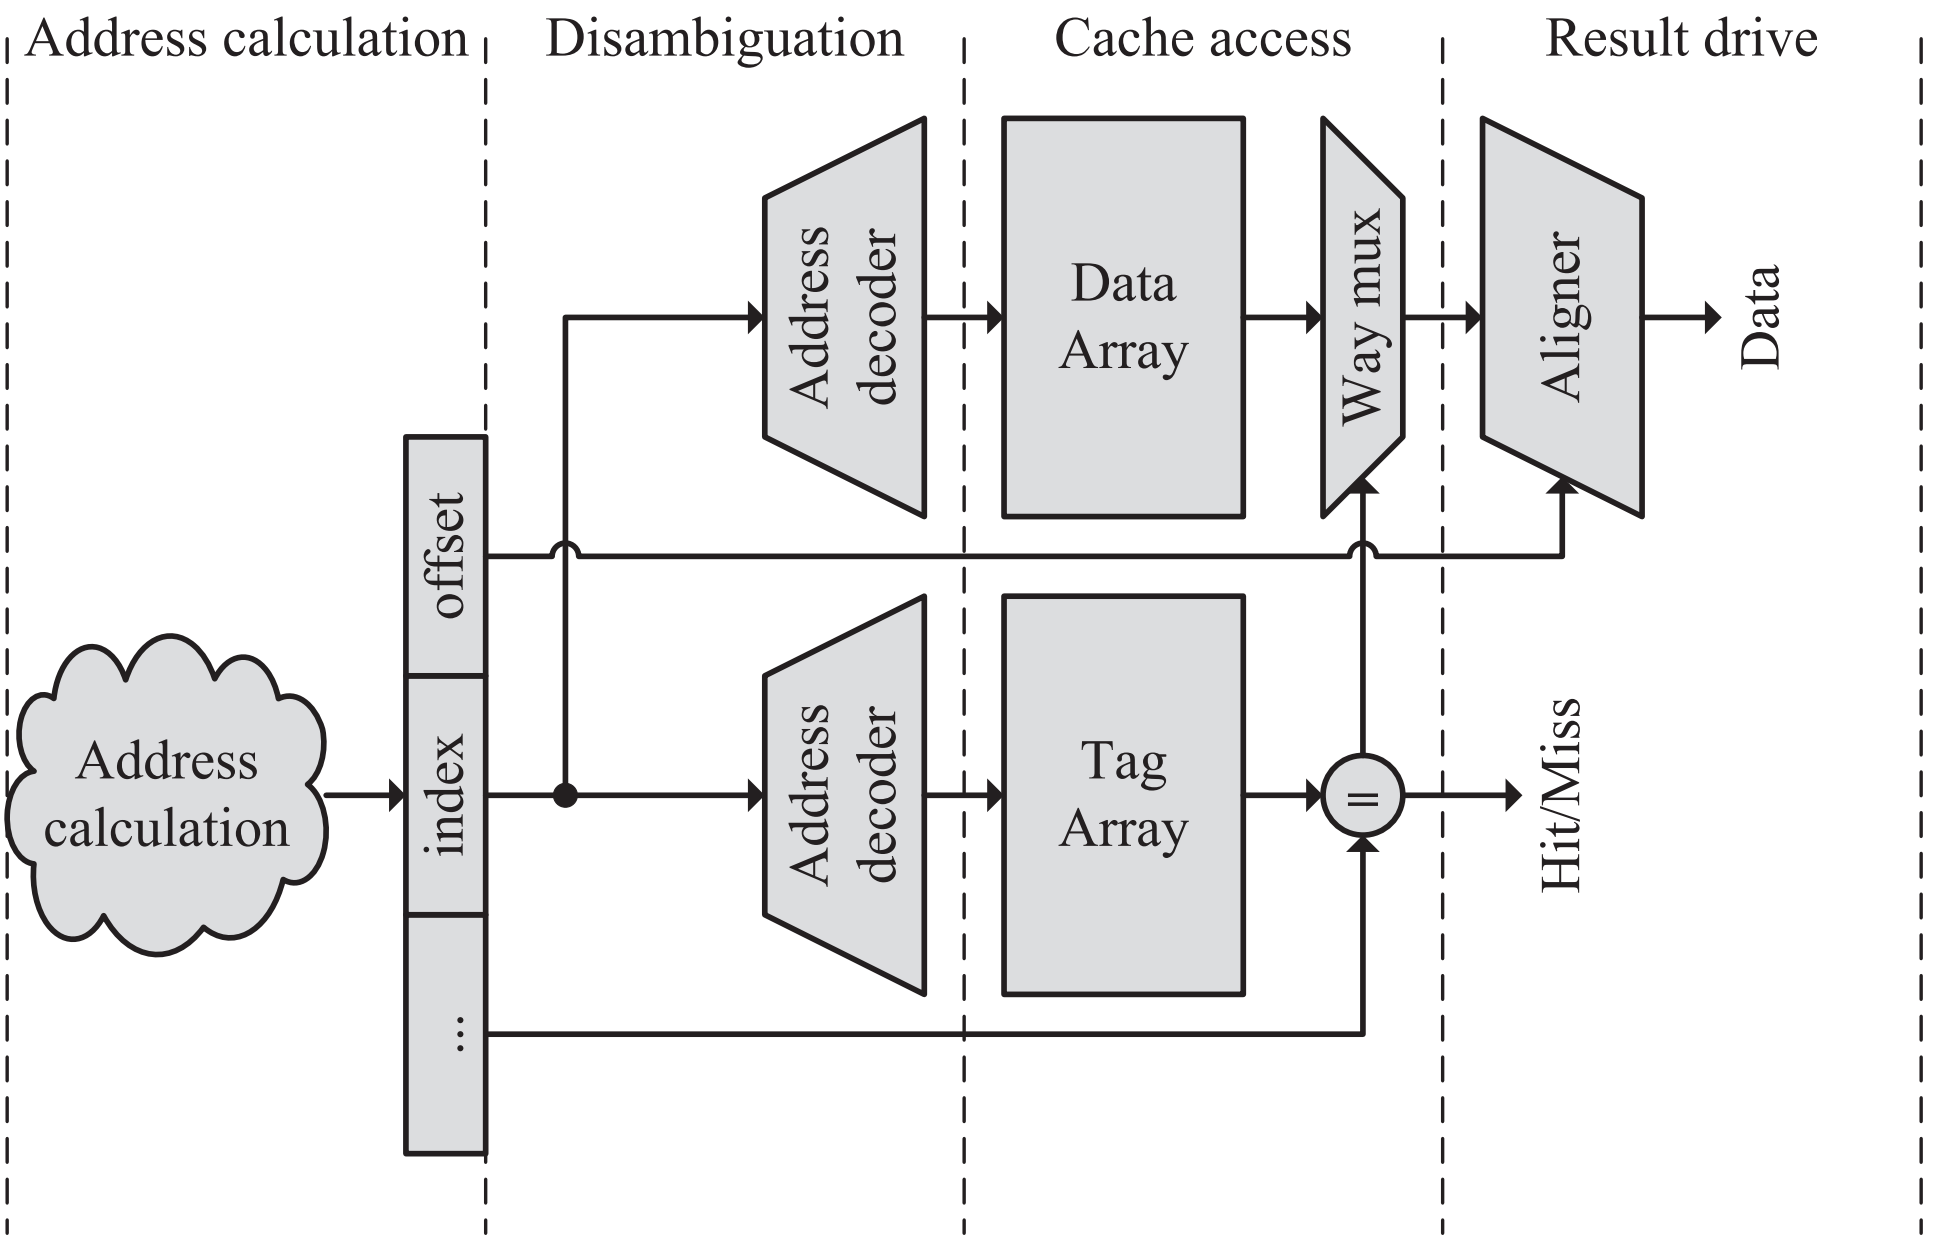 Address calculation
Disambiguation
Cache access
Result drive
Address
decoder
Data
Array
Way mux
Aligner
Data
offset
index
...
Address
calculation
Address
decoder
Tag
Array
=
Hit/Miss